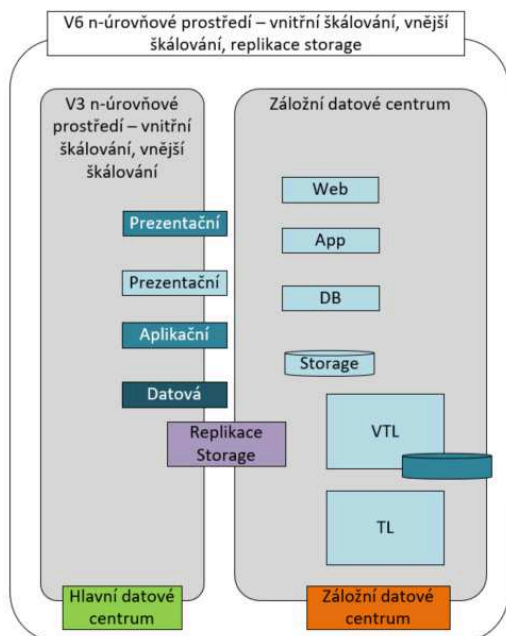 V6 n-úrovňové prostředí – vnitřní škálování, vnější
škálování, replikace storage
V3 n-úrovňové
prostředí – vnitřní
škálování, vnější
škálování
Prezentační
Prezentační
Aplikační
Datová
Replikace
Storage
Hlavní datové
centrum
Záložní datové centrum
Web
App
DB
Storage
VTL
TL
Záložní datové
centrum